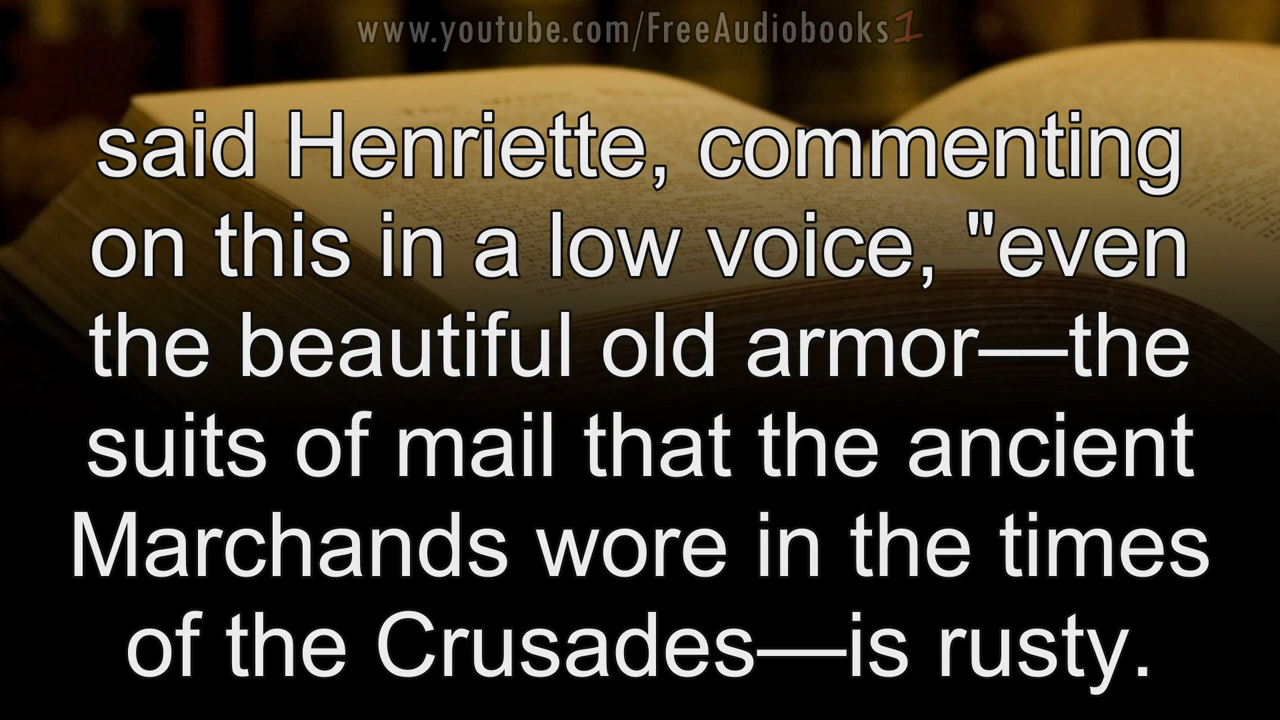 www.youtube.com/FreeAudiobooks1
said Henriette, commenting
on this in a low voice, "even
the beautiful old armor—the
suits of mail that the ancient
Marchands wore in the times
of the Crusades—is rusty.